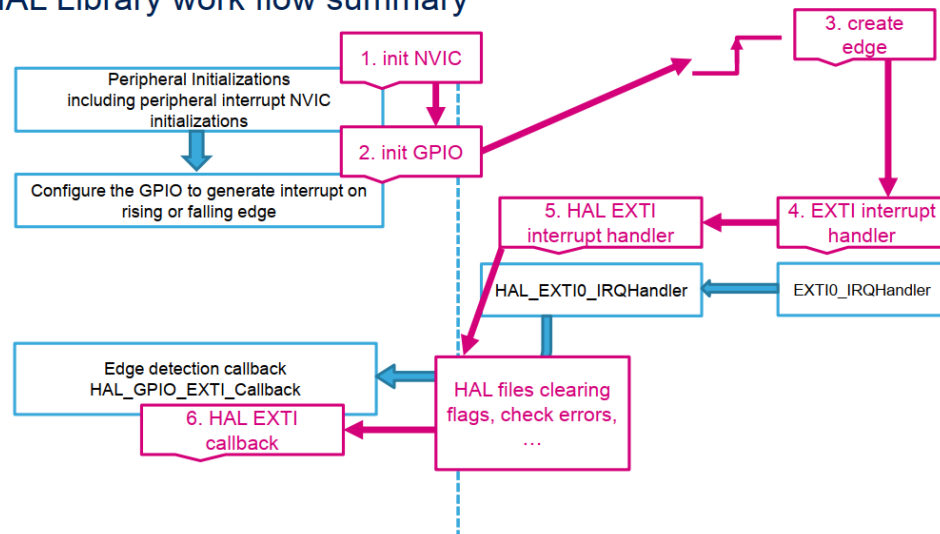 HAL Library work flow summary
1. init NVIC
Peripheral Initializations
including peripheral interrupt NVIC
initializations
2. init GPIO
Configure the GPIO to generate interrupt on
rising or falling edge
3. create
edge
4. EXTI interrupt
handler
EXTI0_IRQHandler
5. HAL EXTI
interrupt handler
HAL_EXTI0_IRQHandler
HAL files clearing
flags, check errors,
…
Edge detection callback
HAL_GPIO_EXTI_Callback
6. HAL EXTI
callback